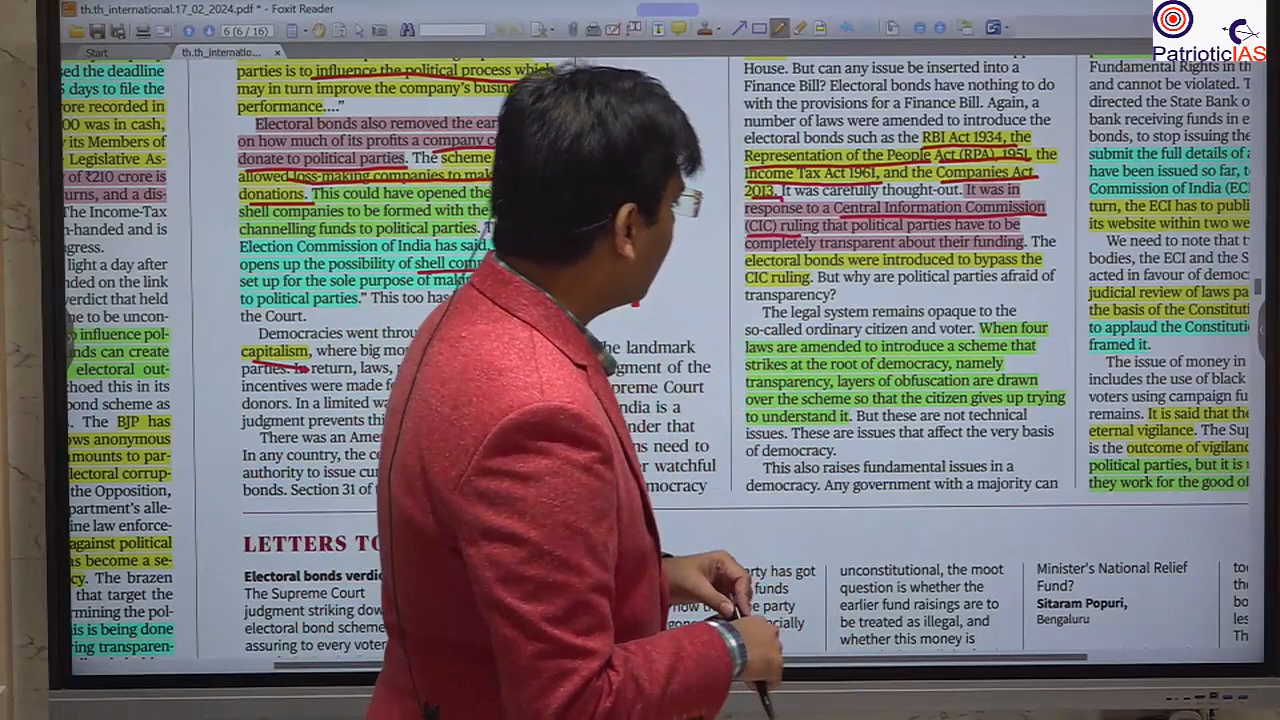 th.th_international.17_02_2024.pdf * - Foxit Reader
6 (6 / 16)
Start
th.th_internatio...
PatrioticIAS
sed the deadline
days to file the
rore recorded in
00 was in cash,
its Members of
Legislative As-
of ₹210 crore is
urns, and a dis-
The Income-Tax
-handed and is
gress.
light a day after
nded on the link
verdict that held
me to be uncon-
influence pol-
nds can create
electoral out-
hoed this in its
bond scheme as
s. The BJP has
ows anonymous
mounts to par-
lectoral corrup-
the Opposition,
partment's alle-
ine law enforce-
against political
as become a se-
cy. The brazen
that target the
rmining the pol-
is is being done
ring transparen-
parties is to influence the political process which
may in turn improve the company's busin
performance...."
Electoral bonds also removed the ear
on how much of its profits a company c
donate to political parties. The scheme
allowed loss-making companies to mak
donations. This could have opened the
shell companies to be formed with the
channelling funds to political parties. T
Election Commission of India has said,
opens up the possibility of shell com
set up for the sole purpose of mak
to political parties." This too has
the Court.
Democracies went throu
capitalism, where big mo
parties. In return, laws,
incentives were made f
donors. In a limited wa
judgment prevents th
There was an Ame
In any country, the ce
authority to issue cur
bonds. Section 31 of
he landmark
gment of the
preme Court
ndia is a
nder that
ns need to
r watchful
mocracy
House. But can any issue be inserted into a
Finance Bill? Electoral bonds have nothing to do
with the provisions for a Finance Bill. Again, a
number of laws were amended to introduce the
electoral bonds such as the RBI Act 1934, the
Representation of the People Act (RPA) 1951, the
Income Tax Act 1961, and the Companies Act
2013. It was carefully thought-out. It was in
response to a Central Information Commission
(CIC) ruling that political parties have to be
completely transparent about their funding. The
electoral bonds were introduced to bypass the
CIC ruling. But why are political parties afraid of
transparency?
The legal system remains opaque to the
so-called ordinary citizen and voter. When four
laws are amended to introduce a scheme that
strikes at the root of democracy, namely
transparency, layers of obfuscation are drawn
over the scheme so that the citizen gives up trying
to understand it. But these are not technical
issues. These are issues that affect the very basis
of democracy.
This also raises fundamental issues in a
democracy. Any government with a majority can
Fundamental Rights in th
and cannot be violated. T
directed the State Bank o
bank receiving funds in e
bonds, to stop issuing the
submit the full details of a
have been issued so far, t
Commission of India (ECI
turn, the ECI has to publi
its website within two we
We need to note that t
bodies, the ECI and the S
acted in favour of democ
judicial review of laws pa
the basis of the Constitut
to applaud the Constituti
framed it.
The issue of money in
includes the use of black
voters using campaign fu
remains. It is said that the
eternal vigilance. The Sup
is the outcome of vigilanc
political parties, but it is
they work for the good of
LETTERS TO
Electoral bonds verdic
The Supreme Court
judgment striking dow
electoral bond scheme
assuring to every voter
rty has got
funds
now th e party
gone cially
unconstitutional, the moot
question is whether the
earlier fund raisings are to
be treated as illegal, and
whether this money is
Minister's National Relief
Fund?
Sitaram Popuri,
Bengaluru
to
the
bo
les
Th